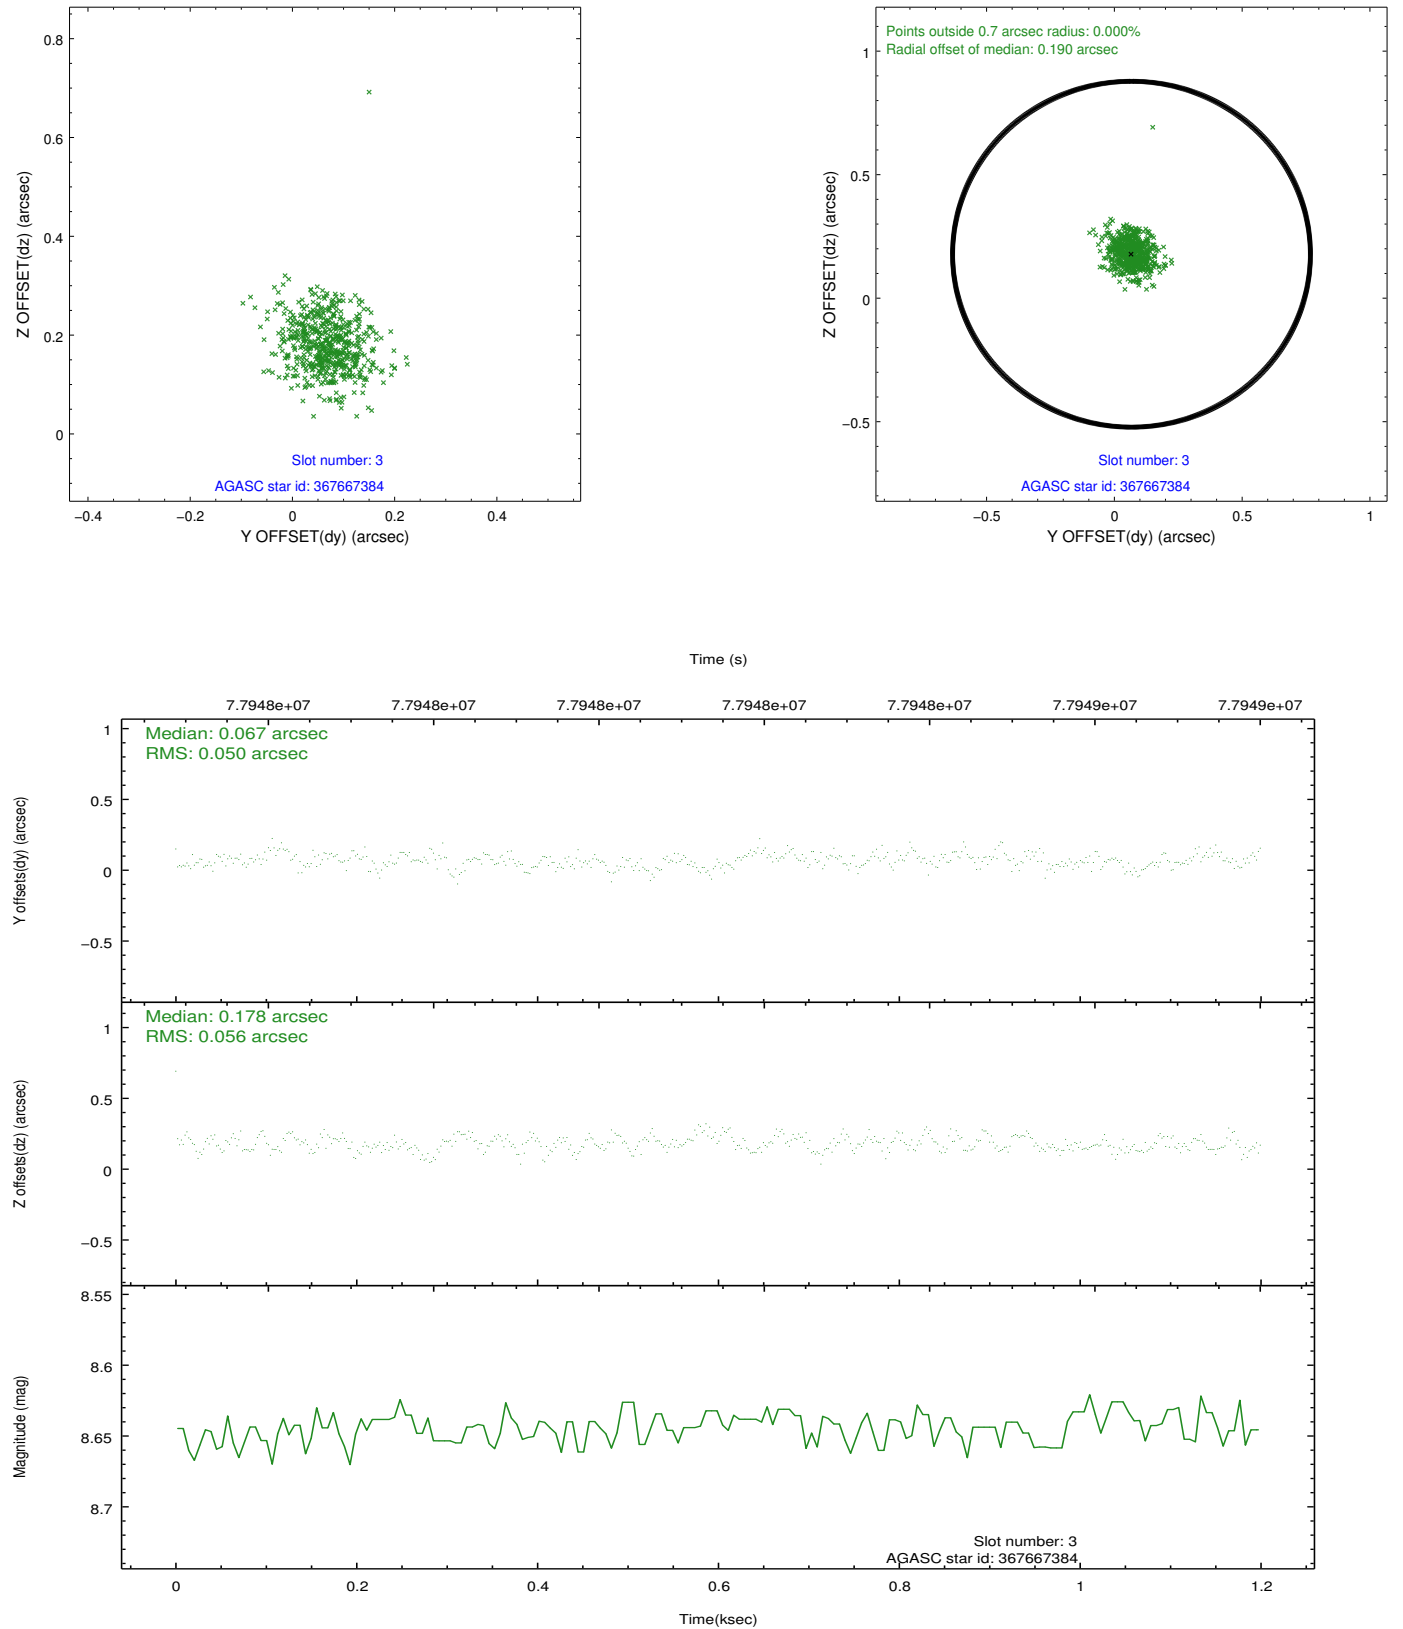 0.8
0.6
0.4
0.2
0
Z OFFSET(dz) (arcsec)
Slot number: 3
AGASC star id: 367667384
−0.4 −0.2 0 0.2 0.4
Y OFFSET(dy) (arcsec)
Points outside 0.7 arcsec radius: 0.000%
Radial offset of median: 0.190 arcsec
1
0.5
0
−0.5
Z OFFSET(dz) (arcsec)
Slot number: 3
AGASC star id: 367667384
−0.5 0 0.5 1
Y OFFSET(dy) (arcsec)
Time (s)
7.7948e+07 7.7948e+07 7.7948e+07 7.7948e+07 7.7948e+07 7.7949e+07 7.7949e+07
Median: 0.067 arcsec
RMS: 0.050 arcsec
1
0.5
0
−0.5
Y offsets(dy) (arcsec)
Median: 0.178 arcsec
RMS: 0.056 arcsec
1
0.5
0
−0.5
Z offsets(dz) (arcsec)
8.55
8.6
8.65
8.7
Magnitude (mag)
Slot number: 3
AGASC star id: 367667384
0 0.2 0.4 0.6 0.8 1 1.2
Time(ksec)